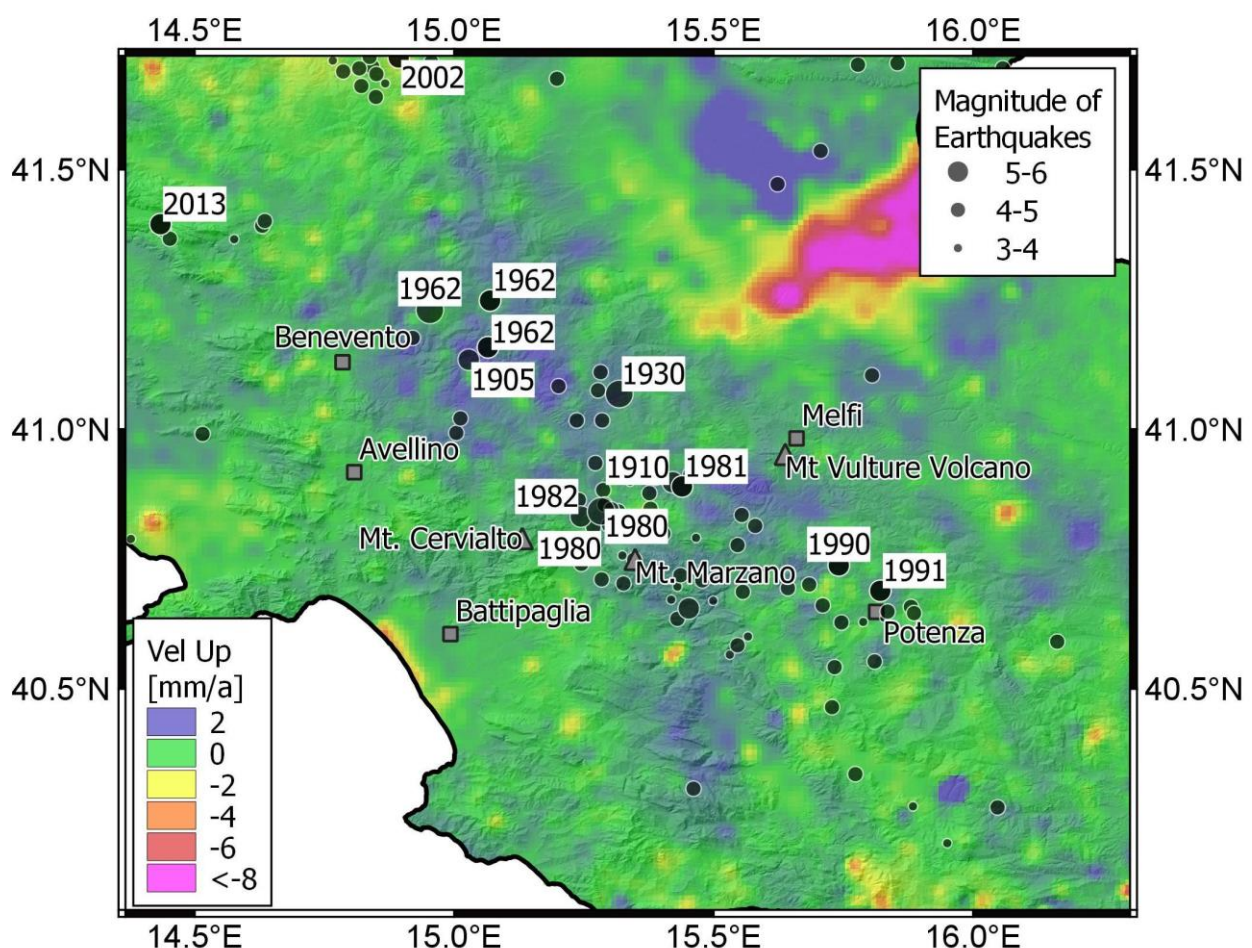 14.5°E 15.0°E 15.5°E 16.0°E
2002
Magnitude of
Earthquakes
5-6
4-5
3-4
41.5°N 41.5°N
2013
1962 1962
Benevento 1962
1905 1930
41.0°N 41.0°N
Melfi
Avellino
Mt Vulture Volcano
1910 1981
1982
1980
Mt. Cervialto
1980
1990
Mt. Marzano
1991
Battipaglia
Potenza
Vel Up
[mm/a]
2
0
-2
-4
-6
<-8
40.5°N 40.5°N
14.5°E 15.0°E 15.5°E 16.0°E